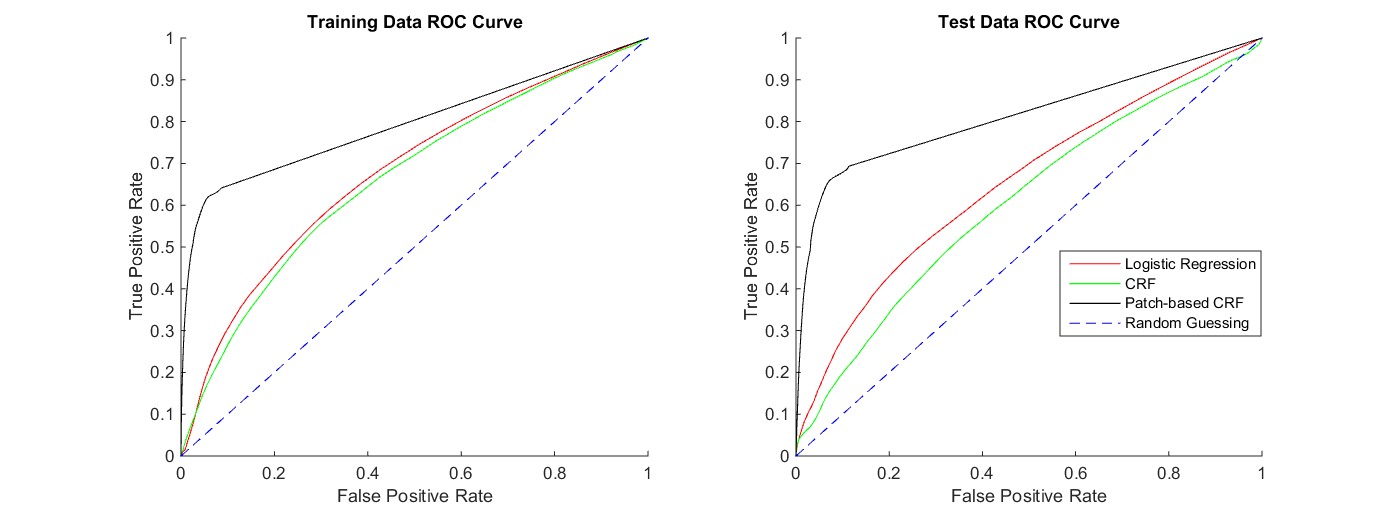 Training Data ROC Curve
1
0.9
0.8
0.7
0.6
0.5
0.4
0.3
0.2
0.1
0
True Positive Rate
0 0.2 0.4 0.6 0.8 1
False Positive Rate
Test Data ROC Curve
1
0.9
0.8
0.7
0.6
0.5
0.4
0.3
0.2
0.1
0
True Positive Rate
Logistic Regression
CRF
Patch-based CRF
Random Guessing
0 0.2 0.4 0.6 0.8 1
False Positive Rate